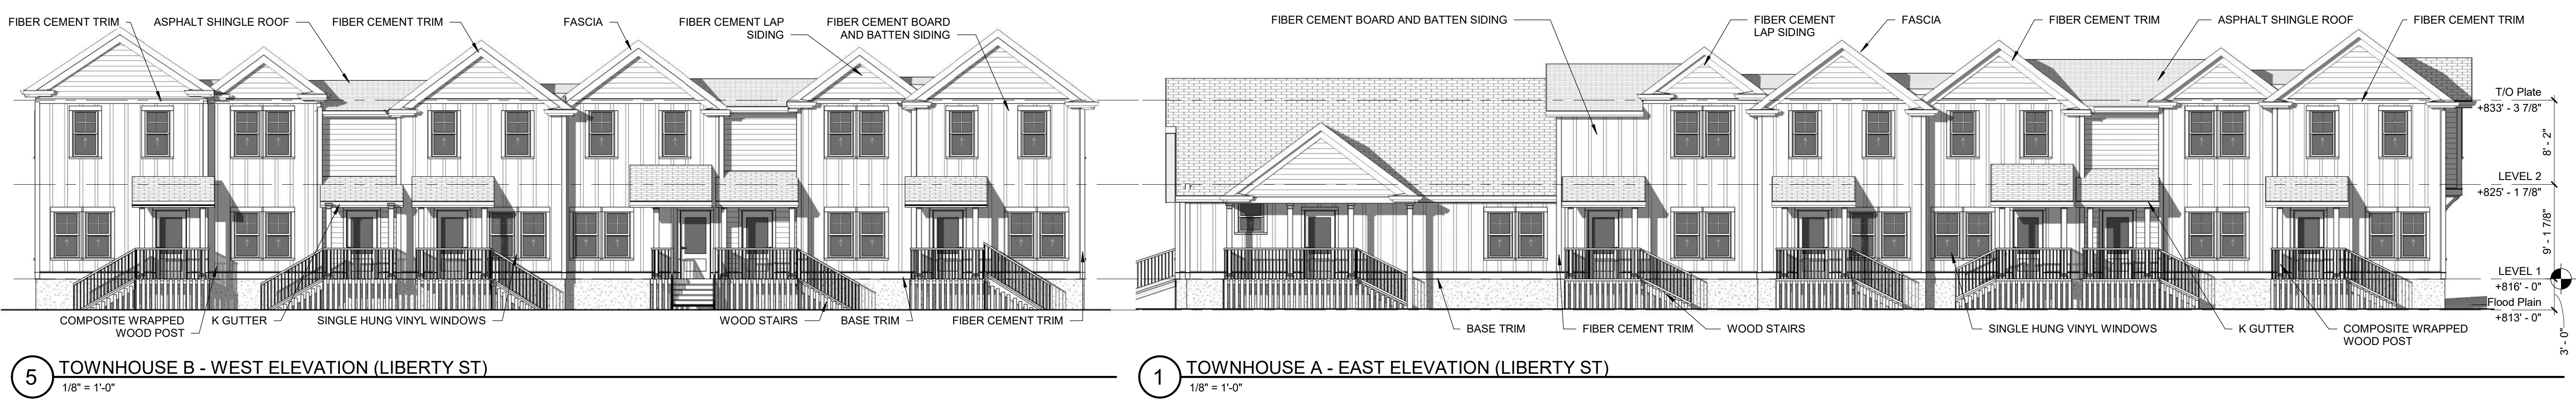 FIBER CEMENT TRIM
ASPHALT SHINGLE ROOF
FIBER CEMENT TRIM
FASCIA
FIBER CEMENT LAP
SIDING
FIBER CEMENT BOARD
AND BATTEN SIDING
COMPOSITE WRAPPED
WOOD POST
K GUTTER
SINGLE HUNG VINYL WINDOWS
WOOD STAIRS
BASE TRIM
FIBER CEMENT TRIM
5
TOWNHOUSE B - WEST ELEVATION (LIBERTY ST)
1/8" = 1'-0"
FIBER CEMENT BOARD AND BATTEN SIDING
FIBER CEMENT
LAP SIDING
FASCIA
FIBER CEMENT TRIM
ASPHALT SHINGLE ROOF
FIBER CEMENT TRIM
T/O Plate
+833' - 3 7/8"
8' - 2"
LEVEL 2
+825' - 1 7/8"
9' - 1 7/8"
LEVEL 1
+816' - 0"
Flood Plain
+813' - 0"
3' - 0"
BASE TRIM
FIBER CEMENT TRIM
WOOD STAIRS
SINGLE HUNG VINYL WINDOWS
K GUTTER
COMPOSITE WRAPPED
WOOD POST
1
TOWNHOUSE A - EAST ELEVATION (LIBERTY ST)
1/8" = 1'-0"